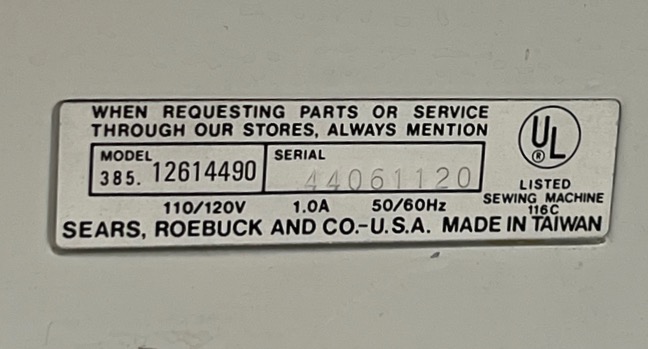 WHEN REQUESTING PARTS OR SERVICE
THROUGH OUR STORES, ALWAYS MENTION
MODEL
385. 12614490
SERIAL
44061120
UL
®
LISTED
SEWING MACHINE
116C
110/120V 1.0A 50/60Hz
SEARS, ROEBUCK AND CO.-U.S.A. MADE IN TAIWAN